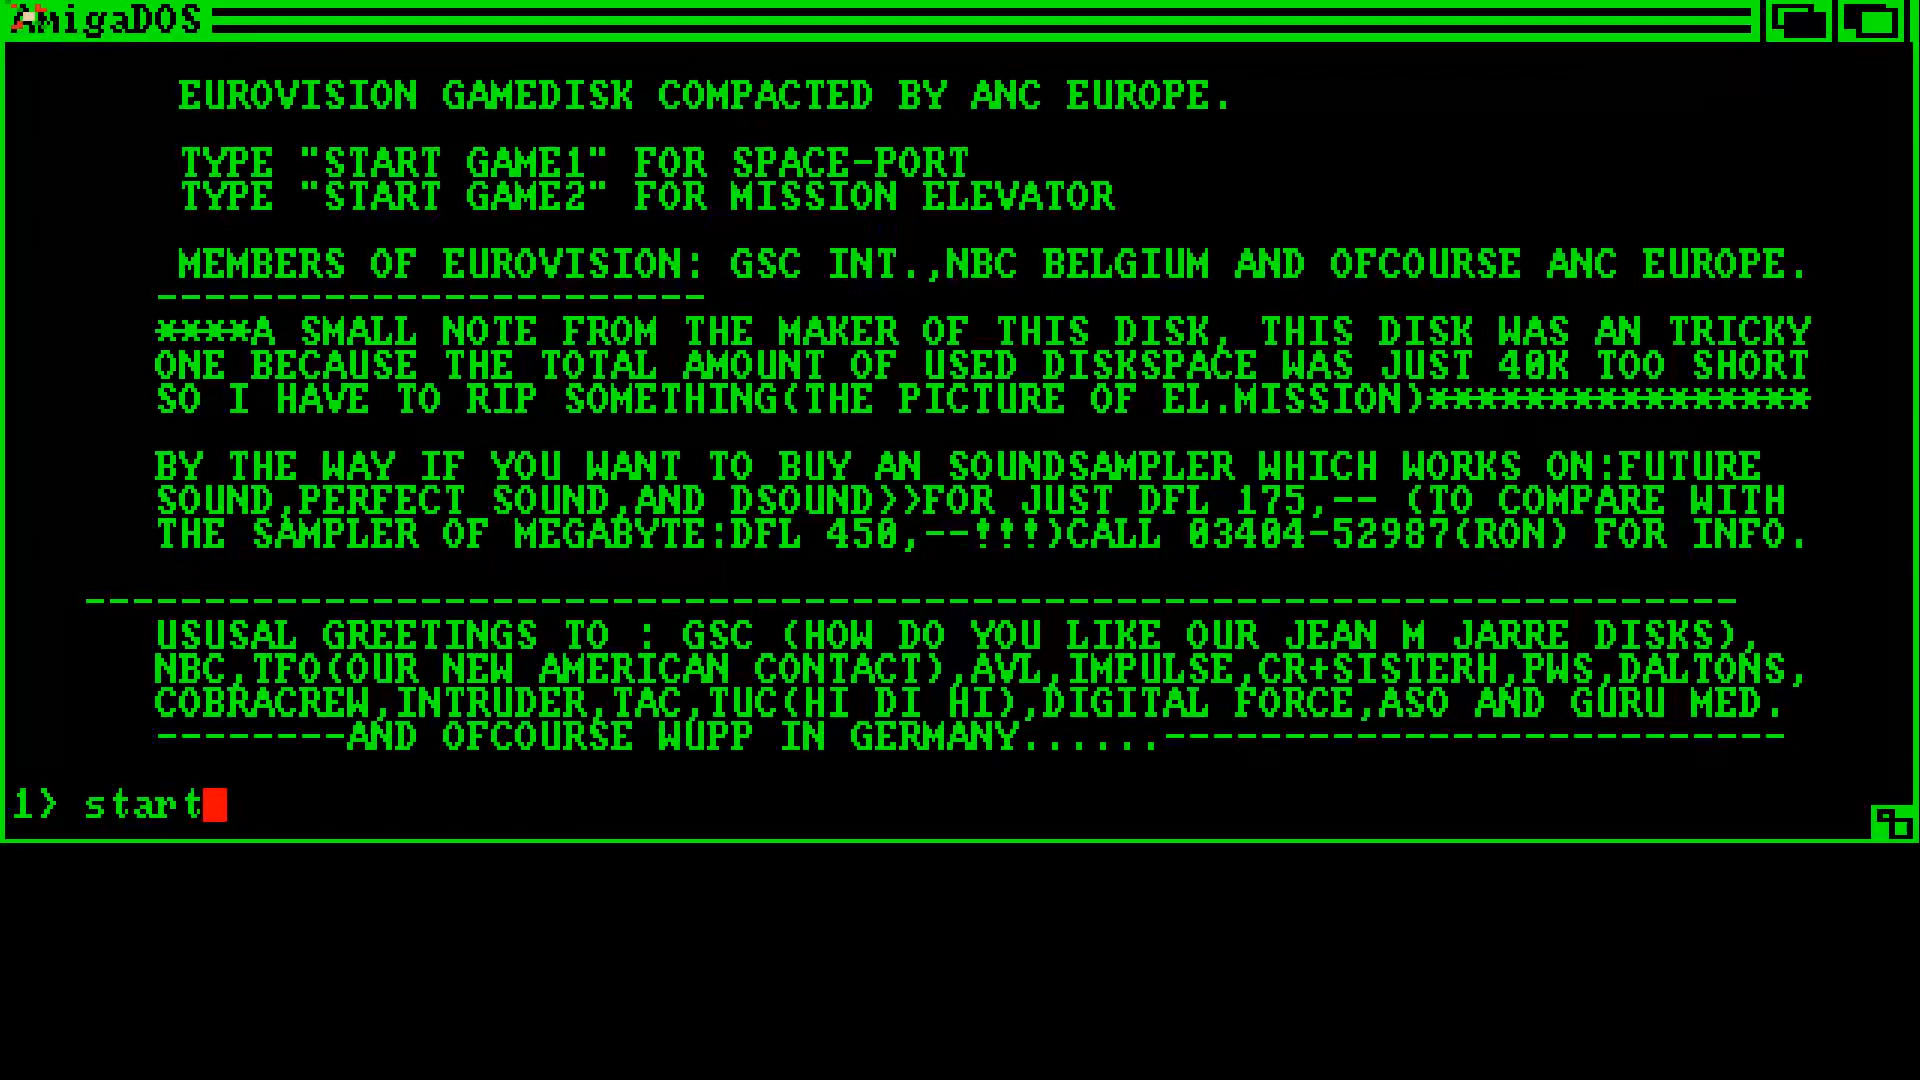 AmigaDOS
EUROVISION GAMEDISK COMPACTED BY ANC EUROPE.
TYPE "START GAME1" FOR SPACE-PORT
TYPE "START GAME2" FOR MISSION ELEVATOR
MEMBERS OF EUROVISION: GSC INT.,NBC BELGIUM AND OFCOURSE ANC EUROPE.
-----------------------
****A SMALL NOTE FROM THE MAKER OF THIS DISK, THIS DISK WAS AN TRICKY
ONE BECAUSE THE TOTAL AMOUNT OF USED DISKSPACE WAS JUST 40K TOO SHORT
SO I HAVE TO RIP SOMETHING(THE PICTURE OF EL.MISSION)****************
BY THE WAY IF YOU WANT TO BUY AN SOUNDSAMPLER WHICH WORKS ON:FUTURE
SOUND,PERFECT SOUND,AND DSOUND>>FOR JUST DFL 175,-- (TO COMPARE WITH
THE SAMPLER OF MEGABYTE:DFL 450,--!!!)CALL 03404-52987(RON) FOR INFO.
---------------------------------------------------------------------
USUSAL GREETINGS TO : GSC (HOW DO YOU LIKE OUR JEAN M JARRE DISKS),
NBC,TFO(OUR NEW AMERICAN CONTACT),AVL,IMPULSE,CR+SISTERH,PWS,DALTONS,
COBRACREW,INTRUDER,TAC,TUC(HI DI HI),DIGITAL FORCE,ASO AND GURU MED.
--------AND OFCOURSE WUPP IN GERMANY......--------------------------
1> start